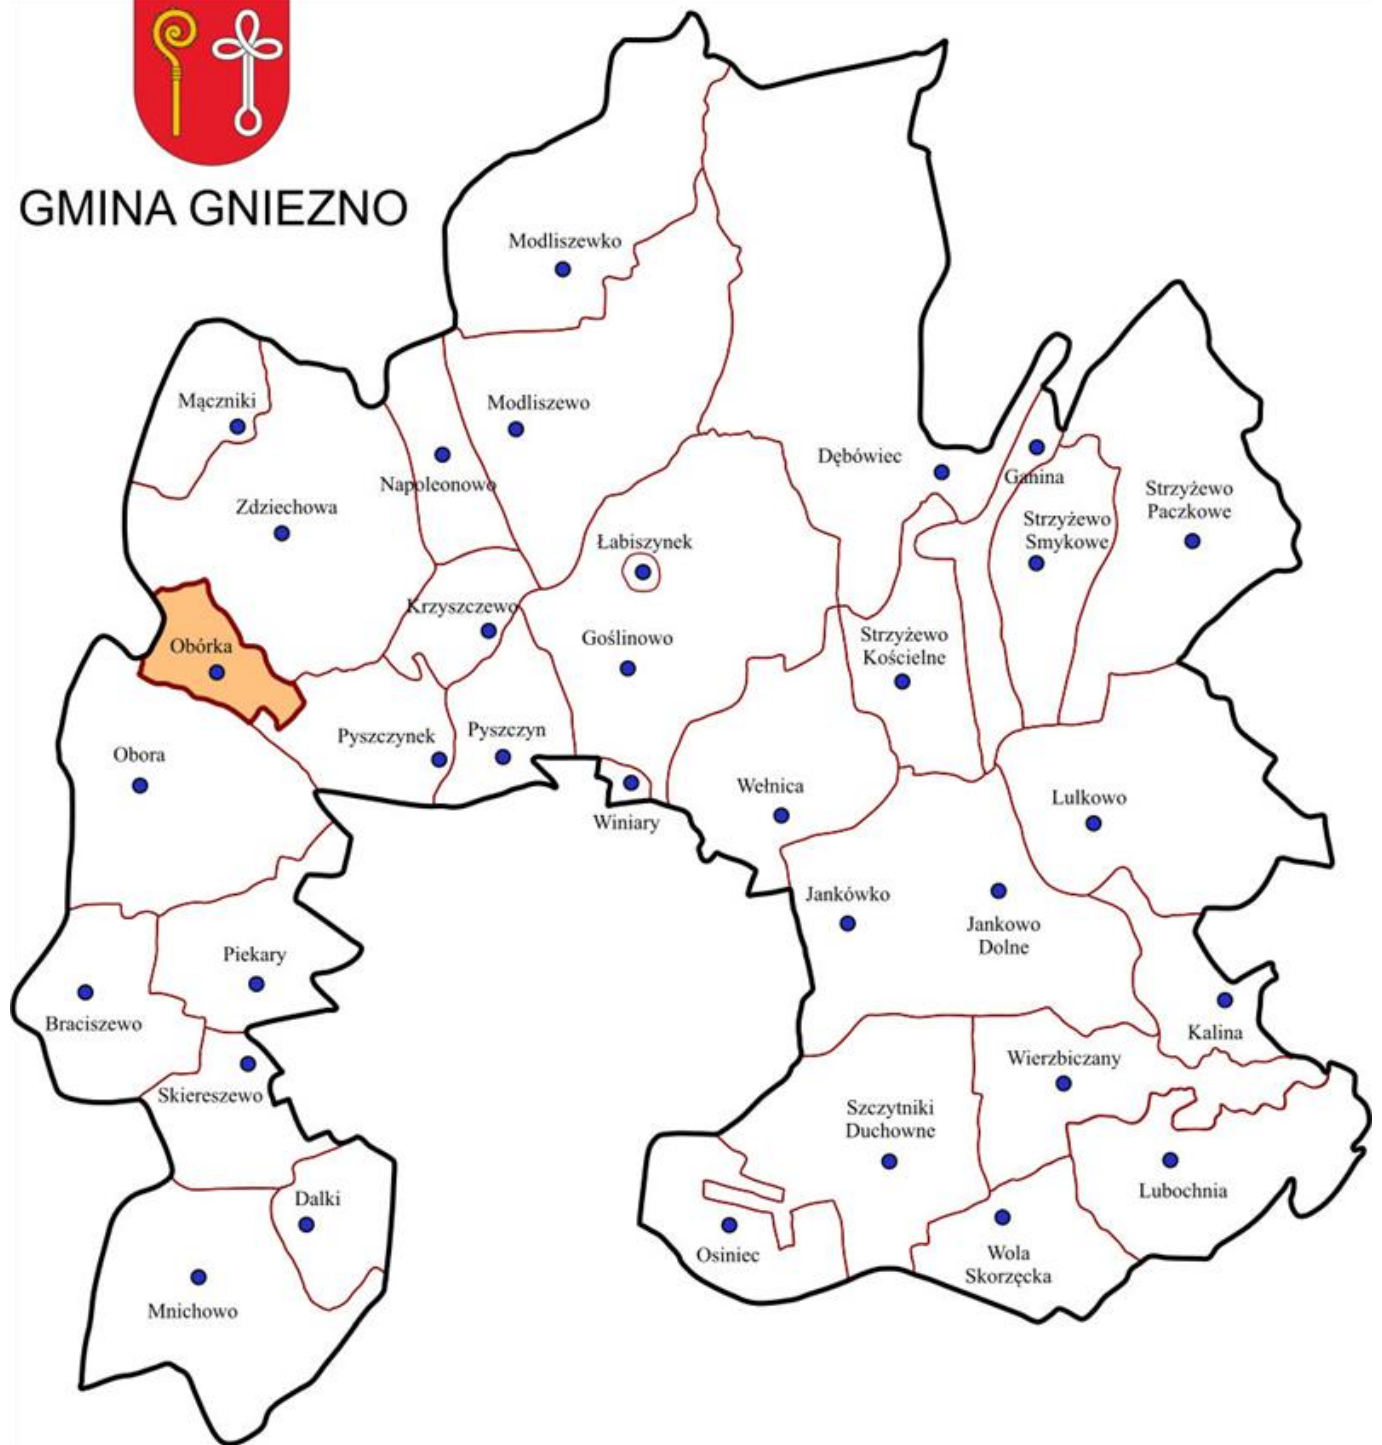 GMINA GNIEZNO
Modliszewko
Mączniki
Modliszewo
Dębówiec
Napoleonowo
Ganina
Strzyżewo
Paczkowe
Zdziechowa
Strzyżewo
Smykowe
Łabiszynek
Krzyszczewo
Obórka
Goślinowo
Strzyżewo
Kościelne
Pyszczynek
Pyszczyn
Obora
Wełnica
Lulkowo
Winiary
Jankówko
Jankowo
Dolne
Piekary
Braciszewo
Kalina
Wierzbiczany
Skiereszewo
Szczytniki
Duchowne
Lubochnia
Dalki
Osiniec
Wola
Skorzęcka
Mnichowo